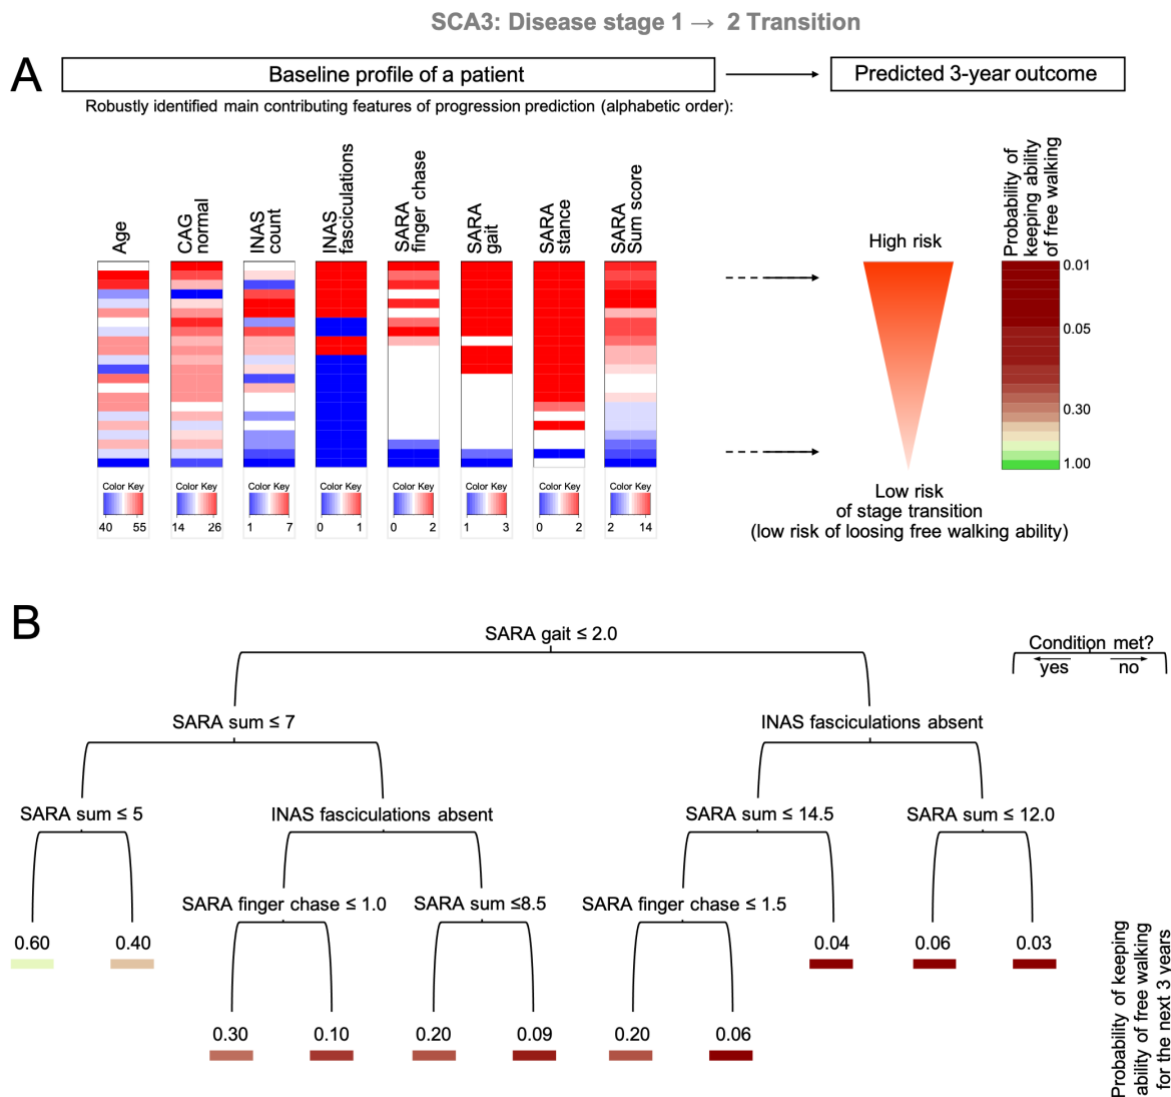 SCA3: Disease stage 1 → 2 Transition
A
Baseline profile of a patient
Predicted 3-year outcome
Robustly identified main contributing features of progression prediction (alphabetic order):
Age
CAG
normal
INAS
count
INAS
fasciculations
SARA
finger chase
SARA
gait
SARA
stance
SARA
Sum score
High risk
Probability of
keeping ability
of free walking
0.01
0.05
0.30
1.00
Color Key
40 55
Color Key
14 26
Color Key
1 7
Color Key
0 1
Color Key
0 2
Color Key
1 3
Color Key
0 2
Color Key
2 14
Low risk
of stage transition
(low risk of loosing free walking ability)
B
SARA gait ≤ 2.0
Condition met?
yes no
SARA sum ≤ 7
INAS fasciculations absent
SARA sum ≤ 5
INAS fasciculations absent
SARA sum ≤ 14.5
SARA sum ≤ 12.0
SARA finger chase ≤ 1.0
SARA sum ≤8.5
SARA finger chase ≤ 1.5
0.60
0.40
0.04
0.06
0.03
0.30
0.10
0.20
0.09
0.20
0.06
Probability of keeping
ability of free walking
for the next 3 years